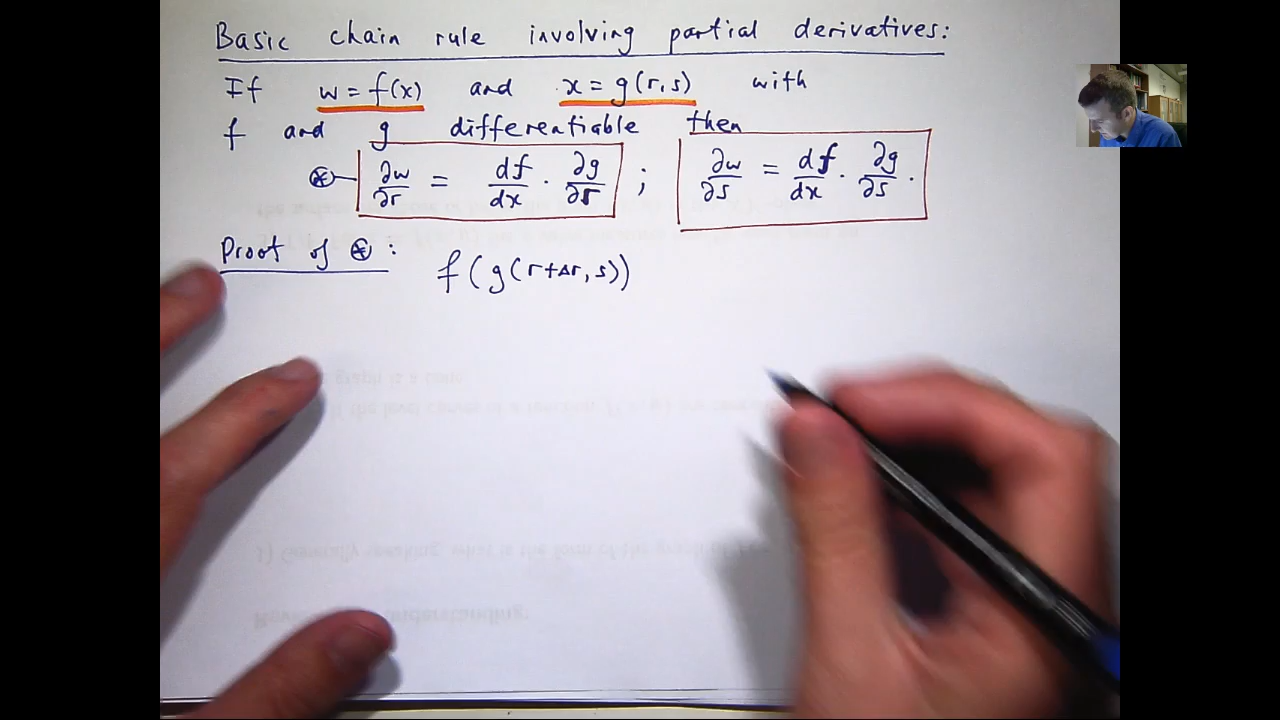 Basic chain rule involving partial derivatives:
If w = f(x) and x = g(r, s) with
f and g differentiable then
⊛ ∂w/∂r = df/dx · ∂g/∂r ; ∂w/∂s = df/dx · ∂g/∂s .
Proof of ⊛ : f(g(r+Δr, s))